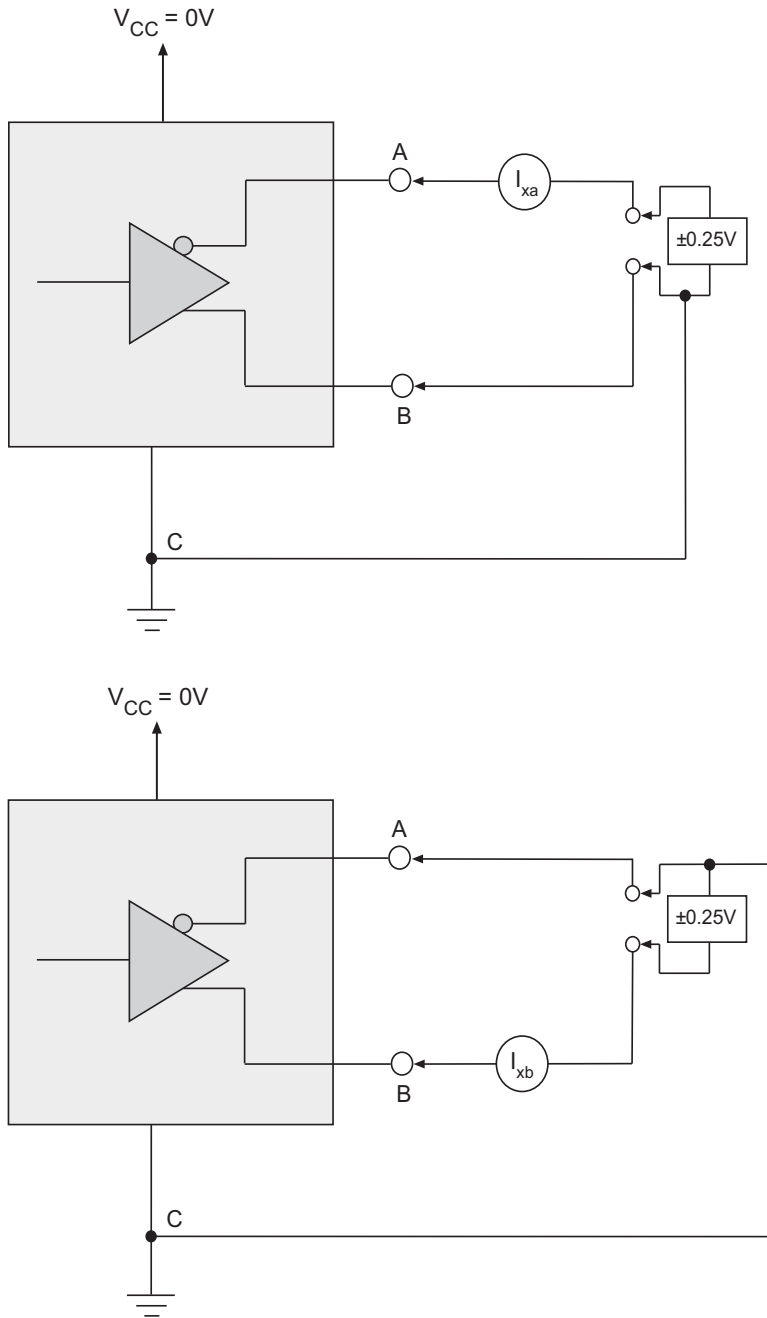 V_CC = 0V
A
I_xa
±0.25V
B
C
V_CC = 0V
A
±0.25V
I_xb
B
C